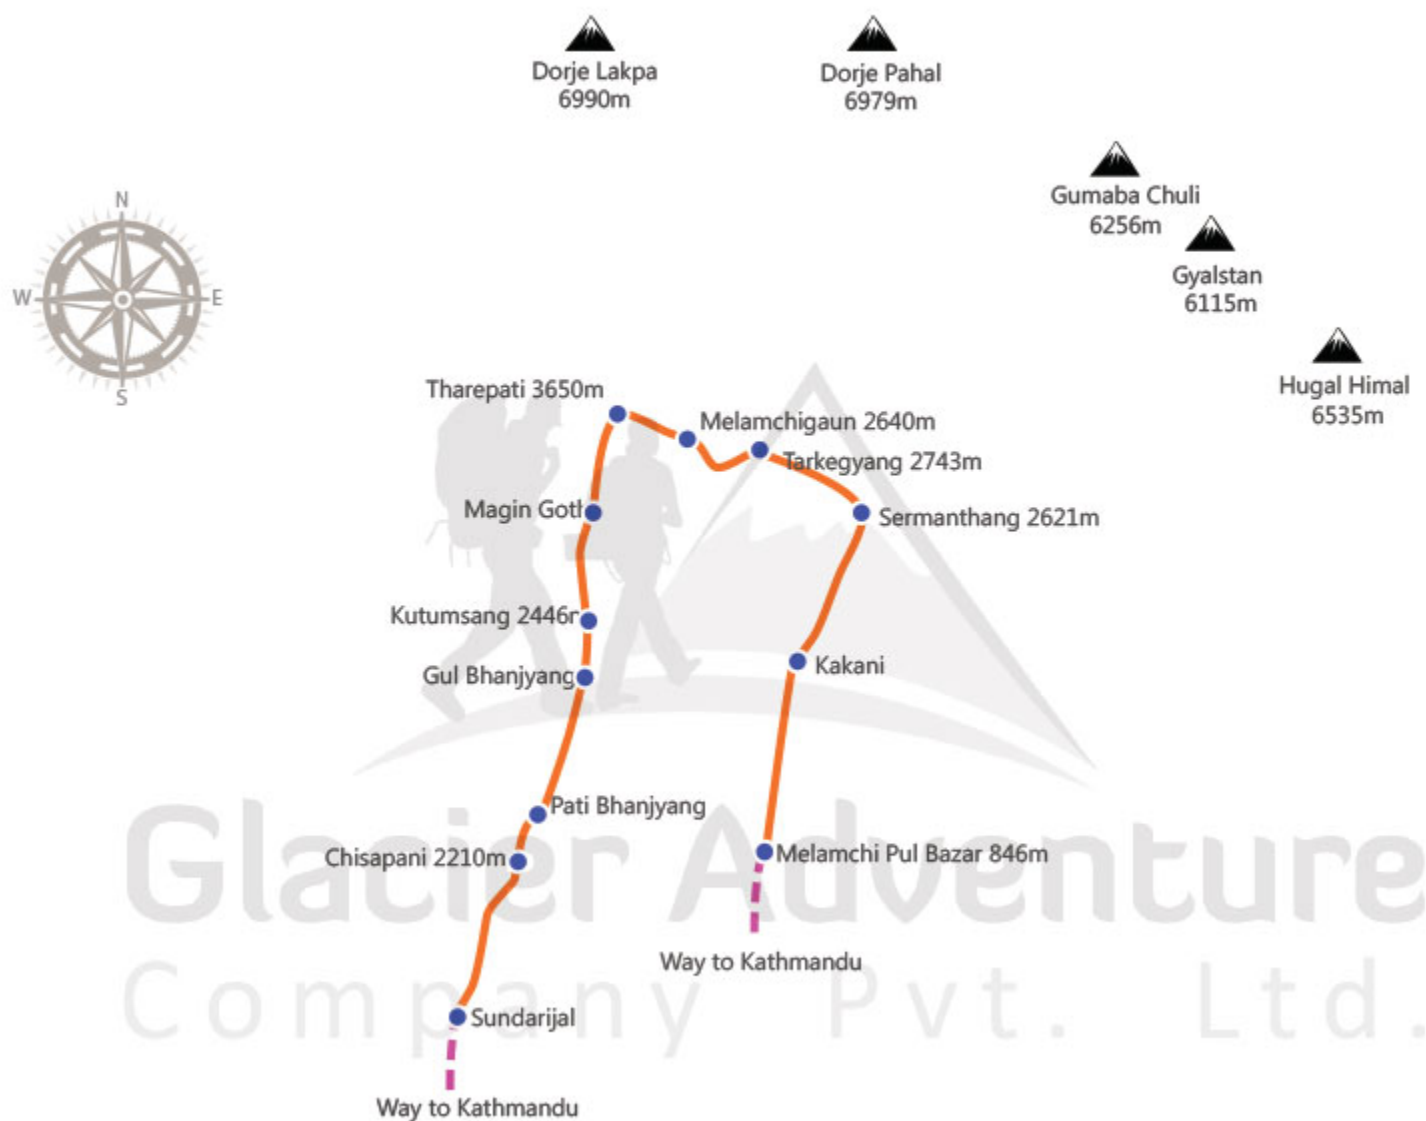 Dorje Lakpa
6990m
Dorje Pahal
6979m
Gumaba Chuli
6256m
Gyalstan
6115m
Hugal Himal
6535m
N
W
E
S
Tharepati 3650m
Melamchigaun 2640m
Tarkegyang 2743m
Magin Goth
Sermanthang 2621m
Kutumsang 2446m
Kakani
Gul Bhanjyang
Pati Bhanjyang
Chisapani 2210m
Melamchi Pul Bazar 846m
Glacier Adventure
Way to Kathmandu
Company Pvt. Ltd.
Sundarijal
Way to Kathmandu